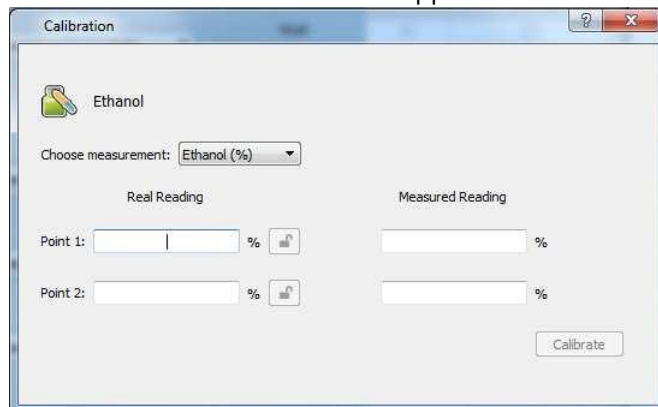 Calibration
Ethanol
Choose measurement: Ethanol (%)
Real Reading Measured Reading
Point 1: % %
Point 2: % %
Calibrate